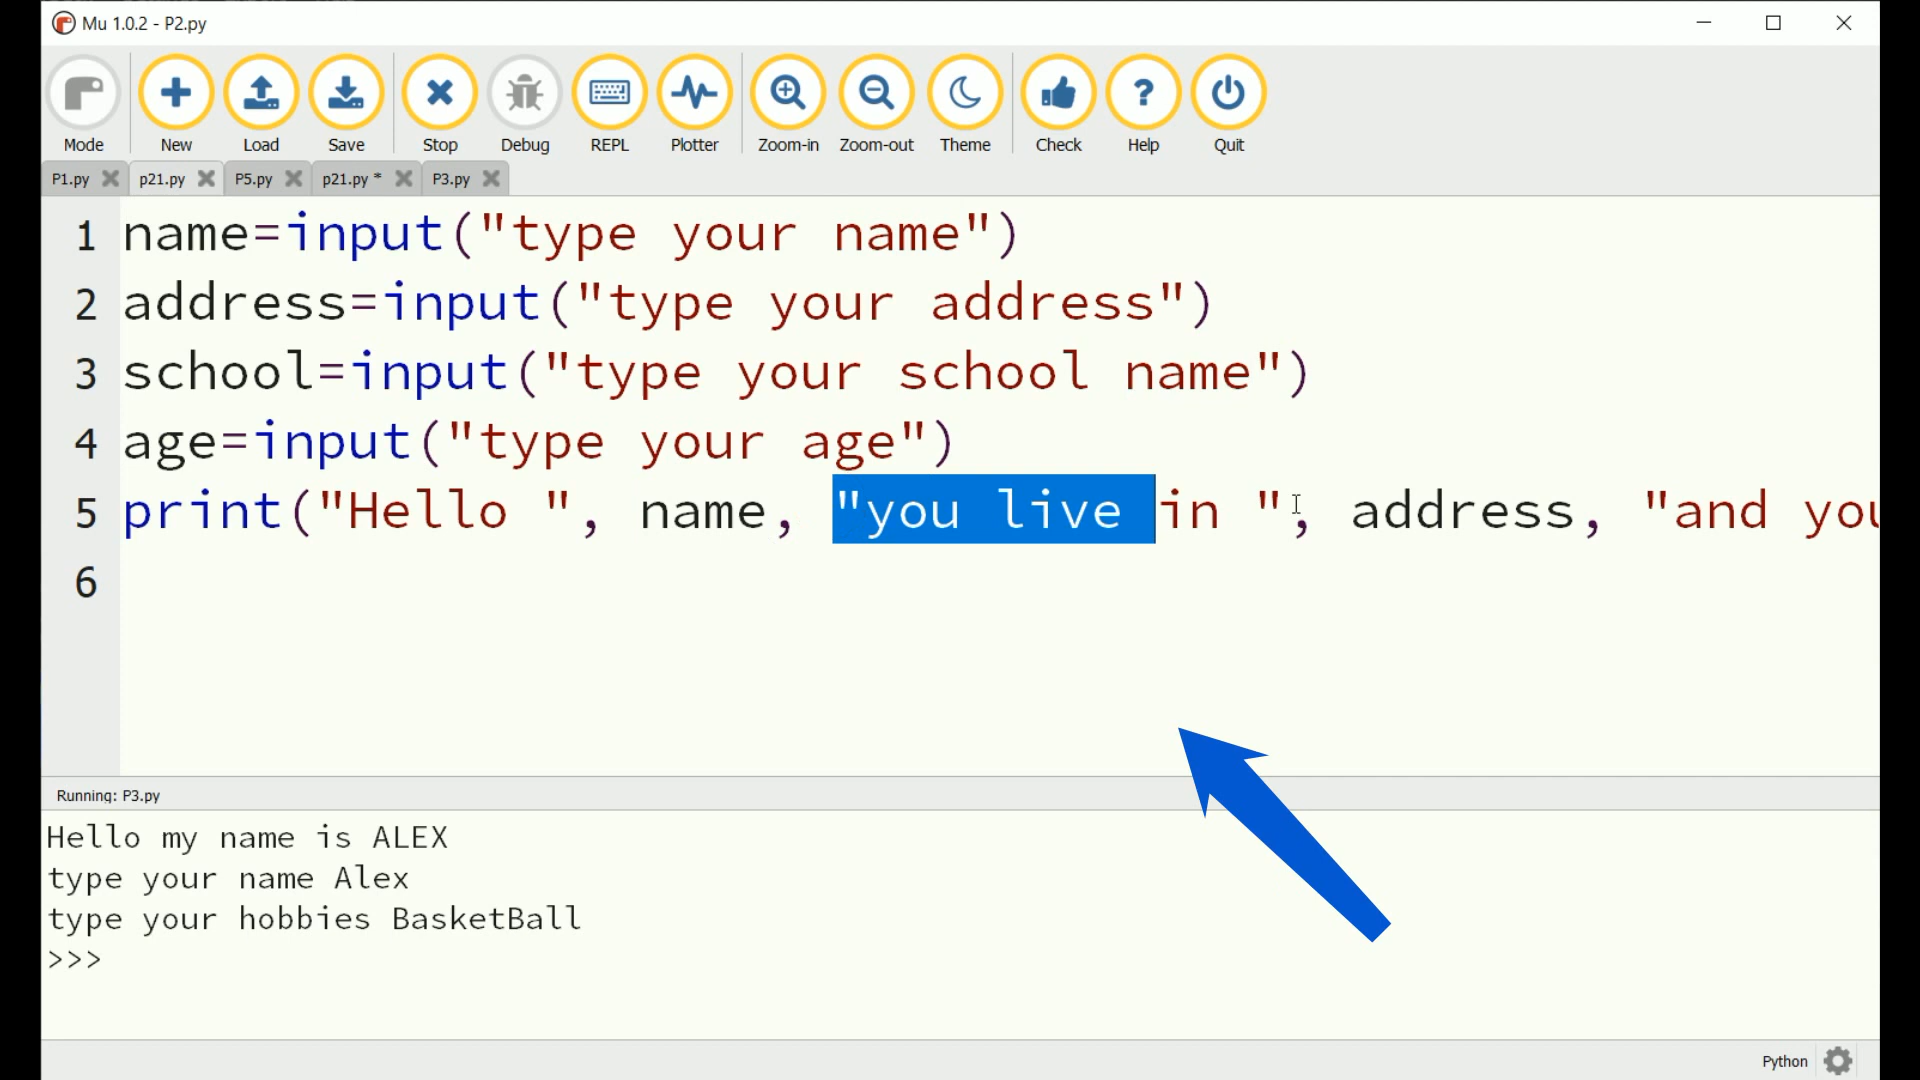 Mu 1.0.2 - P2.py
Mode New Load Save Stop Debug REPL Plotter Zoom-in Zoom-out Theme Check Help Quit
P1.py p21.py P5.py p21.py * P3.py
1 name=input("type your name")
2 address=input("type your address")
3 school=input("type your school name")
4 age=input("type your age")
5 print("Hello ", name, "you live in ", address, "and you
6
Running: P3.py
Hello my name is ALEX
type your name Alex
type your hobbies BasketBall
>>>
Python